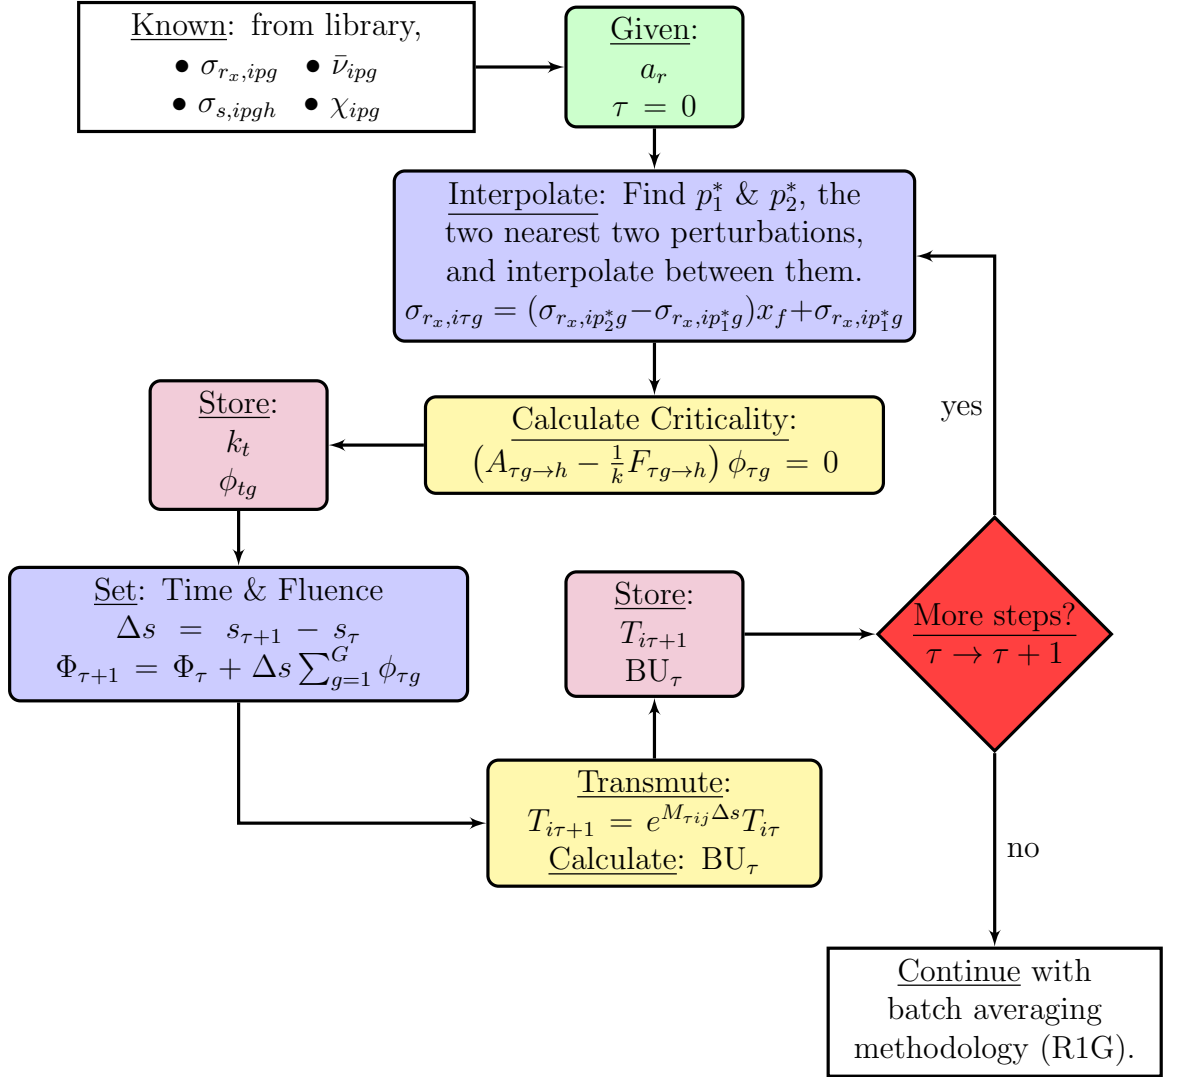 Known: from library,
• σ_{r_x,ipg} • ν̄_{ipg}
• σ_{s,ipgh} • χ_{ipg}
Given:
a_r
τ = 0
Interpolate: Find p_1^* & p_2^*, the
two nearest two perturbations,
and interpolate between them.
σ_{r_x,iτg} = (σ_{r_x,ip_2^*g} − σ_{r_x,ip_1^*g})x_f + σ_{r_x,ip_1^*g}
Calculate Criticality:
(A_{τg→h} − \frac{1}{k}F_{τg→h}) φ_{τg} = 0
Store:
k_t
φ_{tg}
Set: Time & Fluence
Δs = s_{τ+1} − s_τ
Φ_{τ+1} = Φ_τ + Δs ∑_{g=1}^{G} φ_{τg}
Transmute:
T_{iτ+1} = e^{M_{τij}Δs}T_{iτ}
Calculate: BU_τ
Store:
T_{iτ+1}
BU_τ
More steps?
τ → τ + 1
yes
no
Continue with
batch averaging
methodology (R1G).